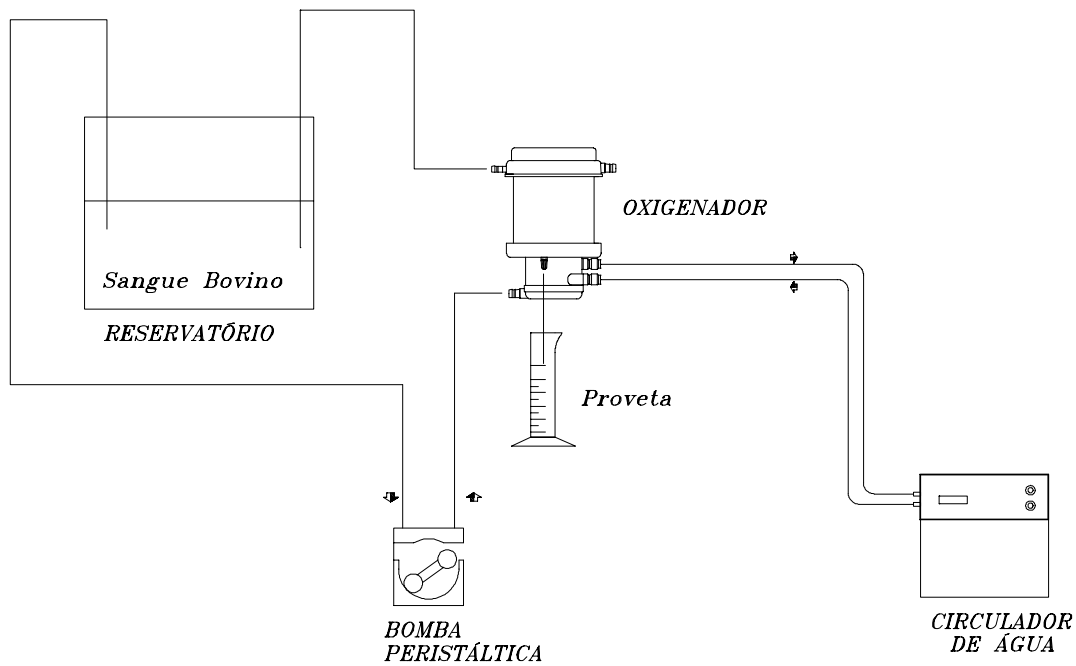 OXIGENADOR
Sangue Bovino
RESERVATÓRIO
Proveta
BOMBA
PERISTÁLTICA
CIRCULADOR
DE ÁGUA